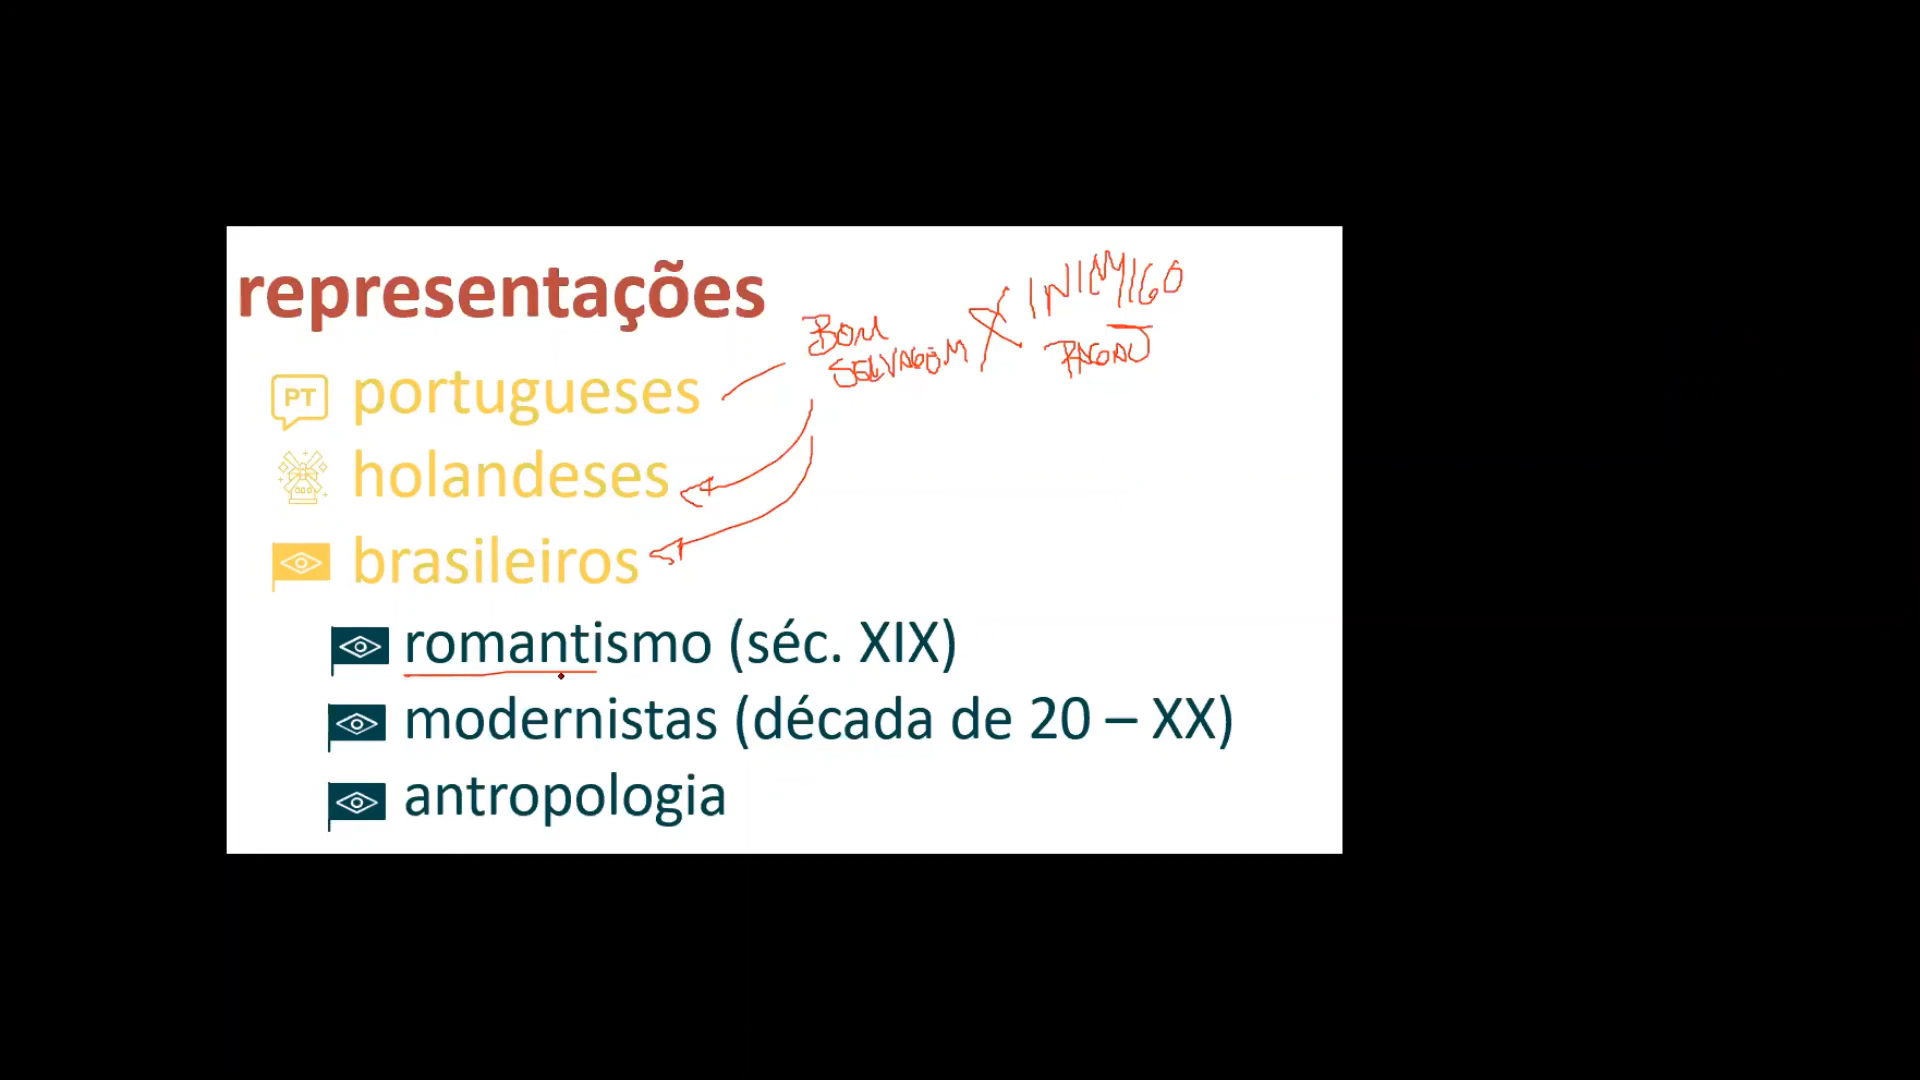 representações
BOM
SELVAGEM X INIMIGO
PAGÃO
PT portugueses
holandeses
brasileiros
romantismo (séc. XIX)
modernistas (década de 20 – XX)
antropologia